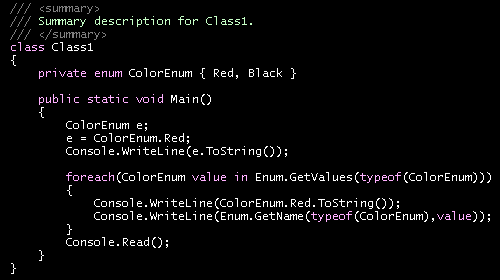 /// <summary>
/// Summary description for Class1.
/// </summary>
class Class1
{
    private enum ColorEnum { Red, Black }

    public static void Main()
    {
        ColorEnum e;
        e = ColorEnum.Red;
        Console.WriteLine(e.ToString());

        foreach(ColorEnum value in Enum.GetValues(typeof(ColorEnum)))
        {
            Console.WriteLine(ColorEnum.Red.ToString());
            Console.WriteLine(Enum.GetName(typeof(ColorEnum),value));
        }
        Console.Read();
    }
}